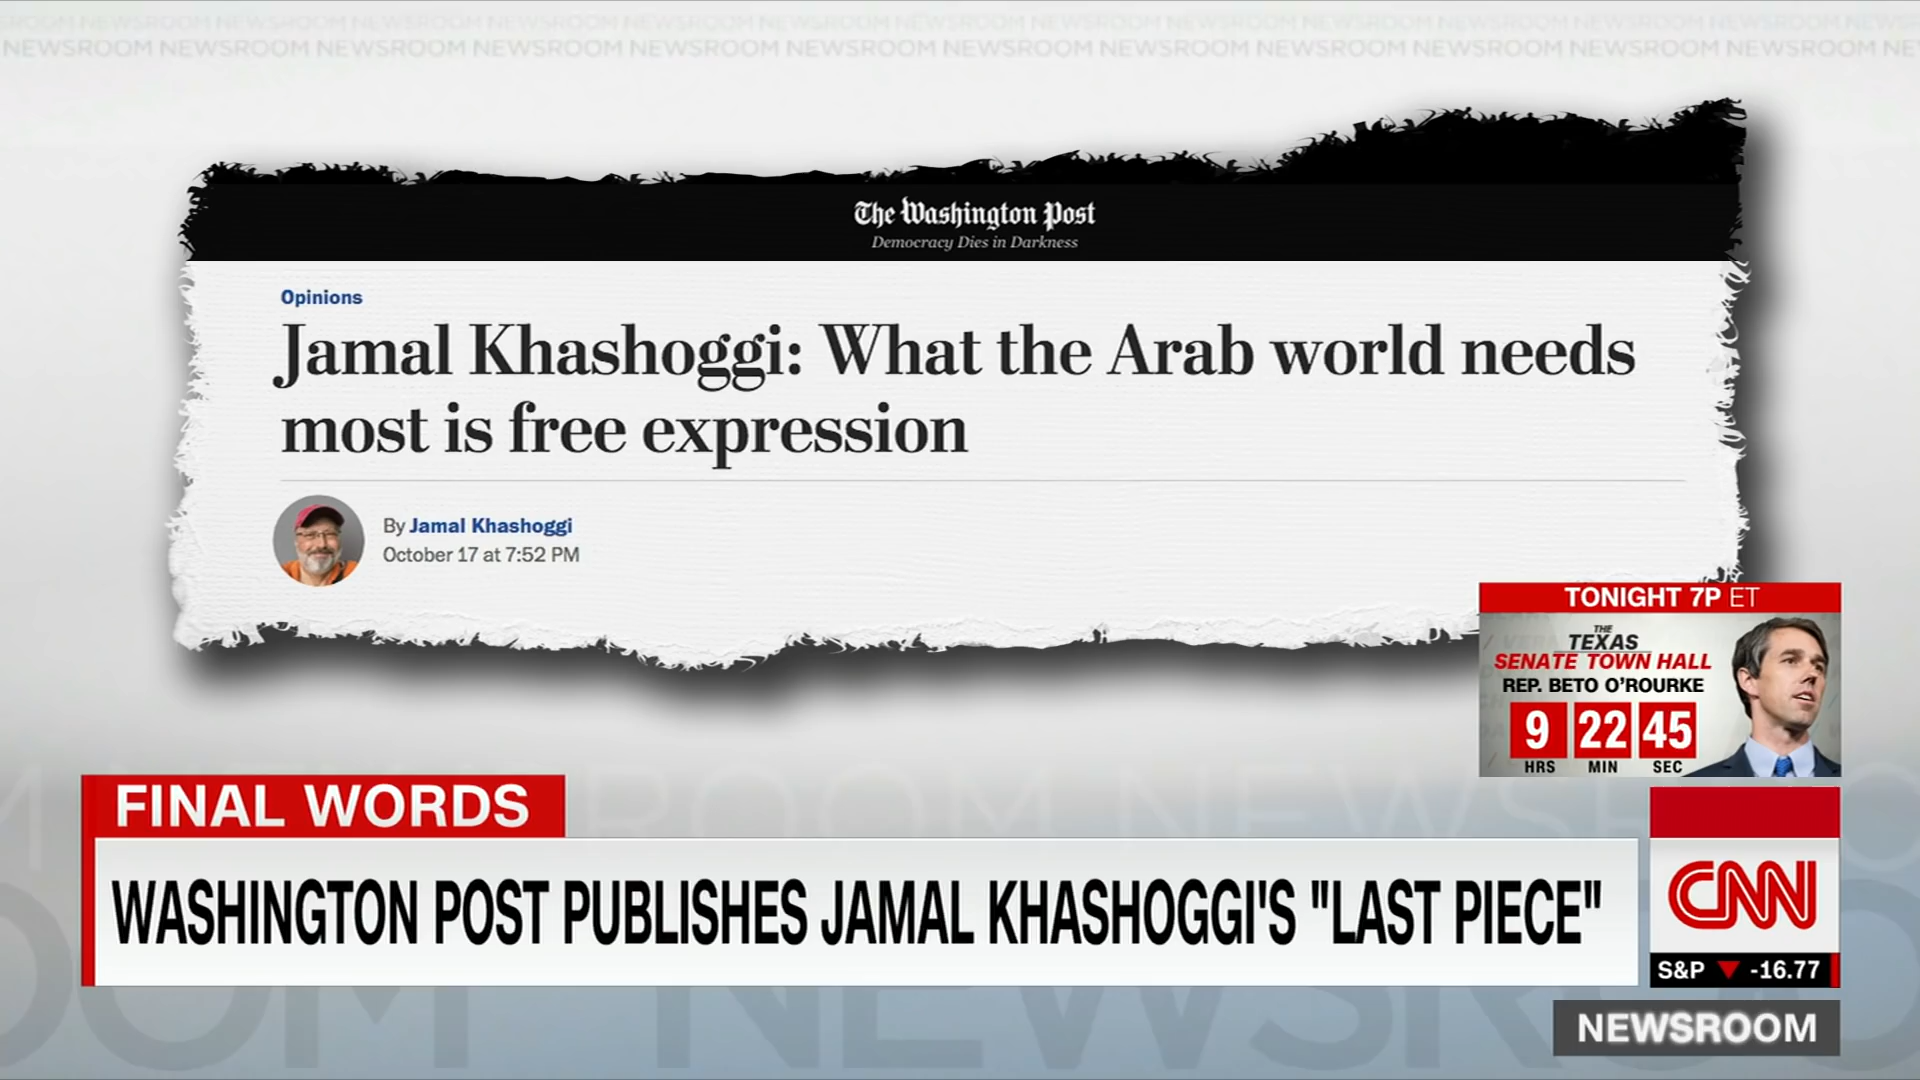 NEWSROOM NEWSROOM NEWSROOM NEWSROOM NEWSROOM NEWSROOM NEWSROOM NEWSROOM NEWSROOM NEWSROOM NEWSROOM NEWSROOM NE
The Washington Post
Democracy Dies in Darkness
Opinions
Jamal Khashoggi: What the Arab world needs
most is free expression
By Jamal Khashoggi
October 17 at 7:52 PM
TONIGHT 7P ET
THE
TEXAS
SENATE TOWN HALL
REP. BETO O'ROURKE
9 22 45
HRS MIN SEC
FINAL WORDS
WASHINGTON POST PUBLISHES JAMAL KHASHOGGI'S "LAST PIECE"
CNN
S&P ▼ -16.77
NEWSROOM